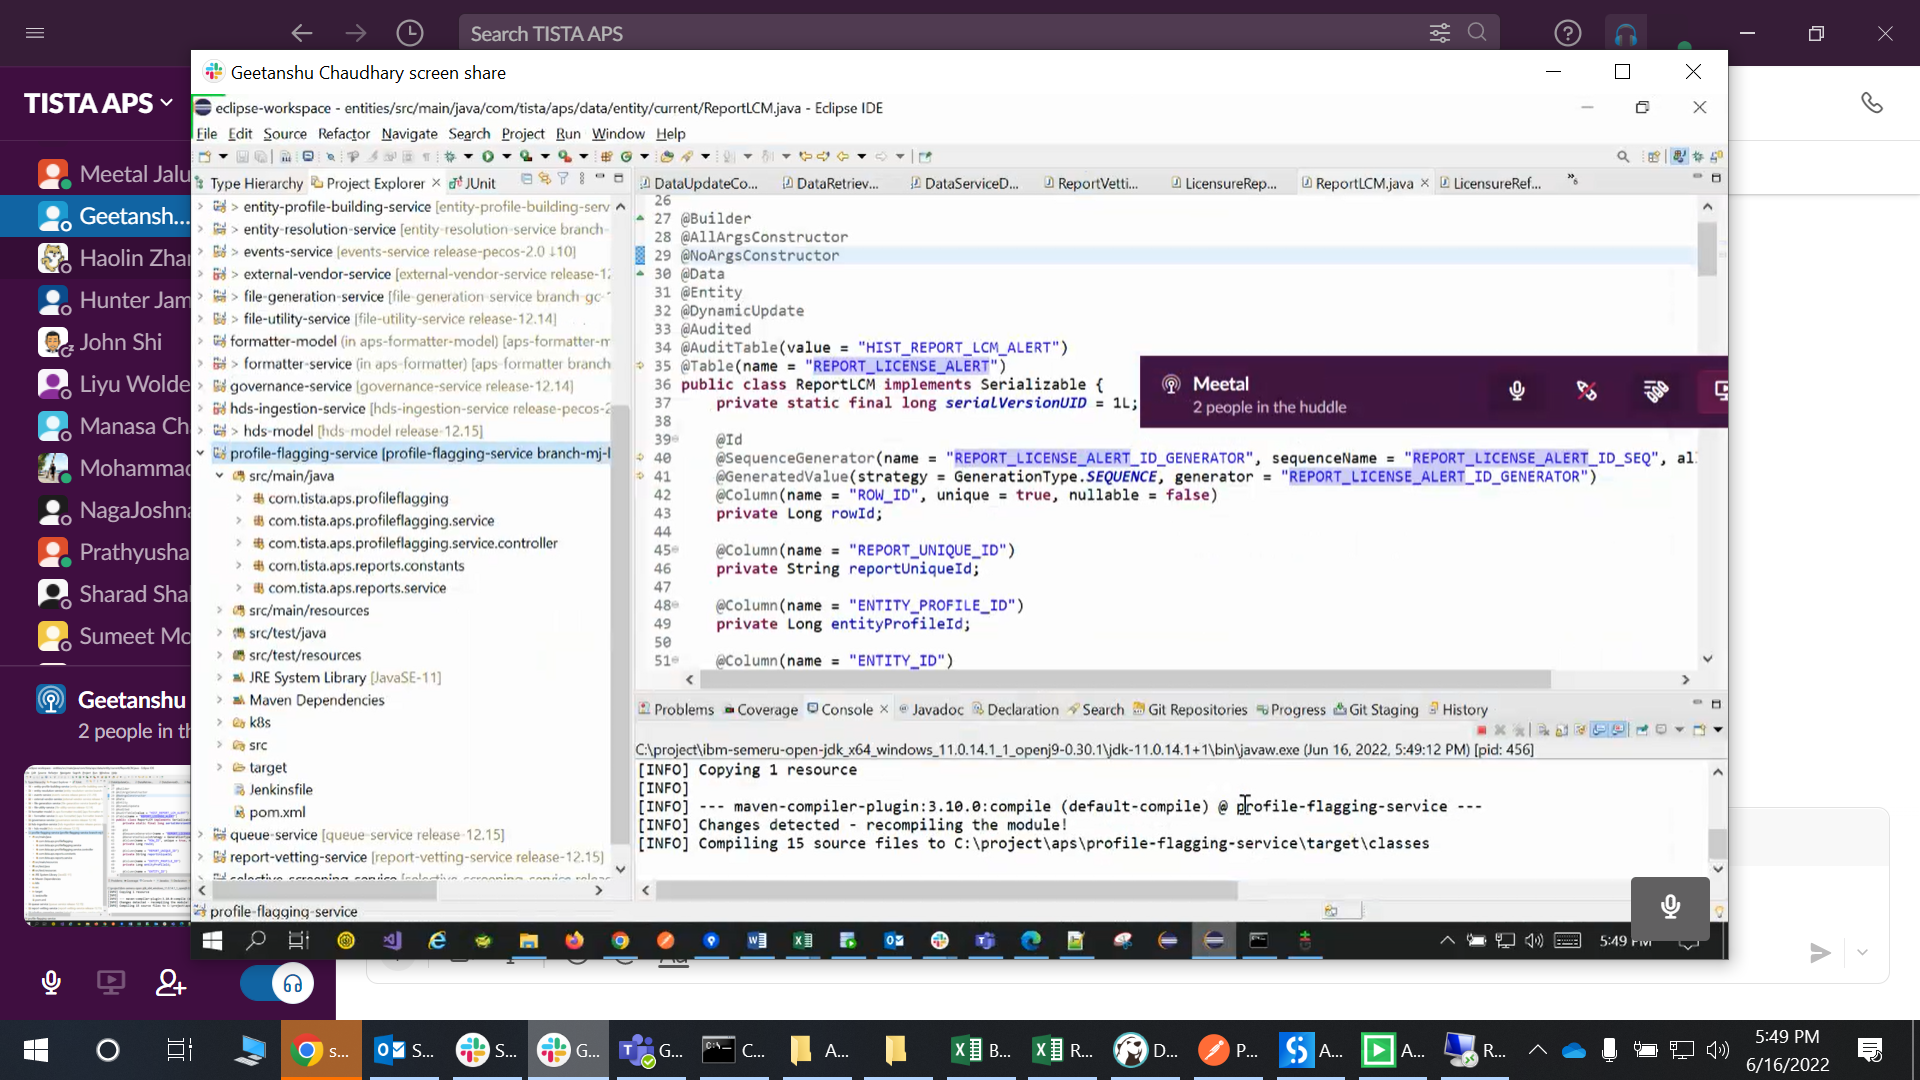 Search TISTA APS
TISTA APS
Meetal Jalu
Geetansh...
Haolin Zhar
Hunter Jam
John Shi
Liyu Wolde
Manasa Ch
Mohammac
NagaJoshna
Prathyusha
Sharad Shal
Sumeet Mo
Geetanshu
2 people in th
Geetanshu Chaudhary screen share
eclipse-workspace - entities/src/main/java/com/tista/aps/data/entity/current/ReportLCM.java - Eclipse IDE
File Edit Source Refactor Navigate Search Project Run Window Help
Type Hierarchy Project Explorer JUnit
> entity-profile-building-service [entity-profile-building-serv
> entity-resolution-service [entity-resolution-service branch-
> events-service [events-service release-pecos-2.0 ↓10]
> external-vendor-service [external-vendor-service release-12
> file-generation-service [file-generation-service branch-gc-
> file-utility-service [file-utility-service release-12.14]
formatter-model (in aps-formatter-model) [aps-formatter-m
> formatter-service (in aps-formatter) [aps-formatter branch
governance-service [governance-service release-12.14]
hds-ingestion-service [hds-ingestion-service release-pecos-2
> hds-model [hds-model release-12.15]
profile-flagging-service [profile-flagging-service branch-mj-l
src/main/java
com.tista.aps.profileflagging
com.tista.aps.profileflagging.service
com.tista.aps.profileflagging.service.controller
com.tista.aps.reports.constants
com.tista.aps.reports.service
src/main/resources
src/test/java
src/test/resources
JRE System Library [JavaSE-11]
Maven Dependencies
k8s
src
target
Jenkinsfile
pom.xml
queue-service [queue-service release-12.15]
report-vetting-service [report-vetting-service release-12.15]
selective-screening-service [selective-screening-service releas
profile-flagging-service
DataUpdateCo... DataRetriev... DataServiceD... ReportVetti... LicensureRep... ReportLCM.java LicensureRef...
26
27 @Builder
28 @AllArgsConstructor
29 @NoArgsConstructor
30 @Data
31 @Entity
32 @DynamicUpdate
33 @Audited
34 @AuditTable(value = "HIST_REPORT_LCM_ALERT")
35 @Table(name = "REPORT_LICENSE_ALERT")
36 public class ReportLCM implements Serializable {
37 private static final long serialVersionUID = 1L;
38
39 @Id
40 @SequenceGenerator(name = "REPORT_LICENSE_ALERT_ID_GENERATOR", sequenceName = "REPORT_LICENSE_ALERT_ID_SEQ", al
41 @GeneratedValue(strategy = GenerationType.SEQUENCE, generator = "REPORT_LICENSE_ALERT_ID_GENERATOR")
42 @Column(name = "ROW_ID", unique = true, nullable = false)
43 private Long rowId;
44
45 @Column(name = "REPORT_UNIQUE_ID")
46 private String reportUniqueId;
47
48 @Column(name = "ENTITY_PROFILE_ID")
49 private Long entityProfileId;
50
51 @Column(name = "ENTITY_ID")
Meetal
2 people in the huddle
Problems Coverage Console Javadoc Declaration Search Git Repositories Progress Git Staging History
C:\project\ibm-semeru-open-jdk_x64_windows_11.0.14.1_1_openj9-0.30.1\jdk-11.0.14.1+1\bin\javaw.exe (Jun 16, 2022, 5:49:12 PM) [pid: 456]
[INFO] Copying 1 resource
[INFO]
[INFO] --- maven-compiler-plugin:3.10.0:compile (default-compile) @ profile-flagging-service ---
[INFO] Changes detected - recompiling the module!
[INFO] Compiling 15 source files to C:\project\aps\profile-flagging-service\target\classes
5:49 PM
s... S... S... G... G... C... A... B... R... D... P... A... A... R...
5:49 PM
6/16/2022